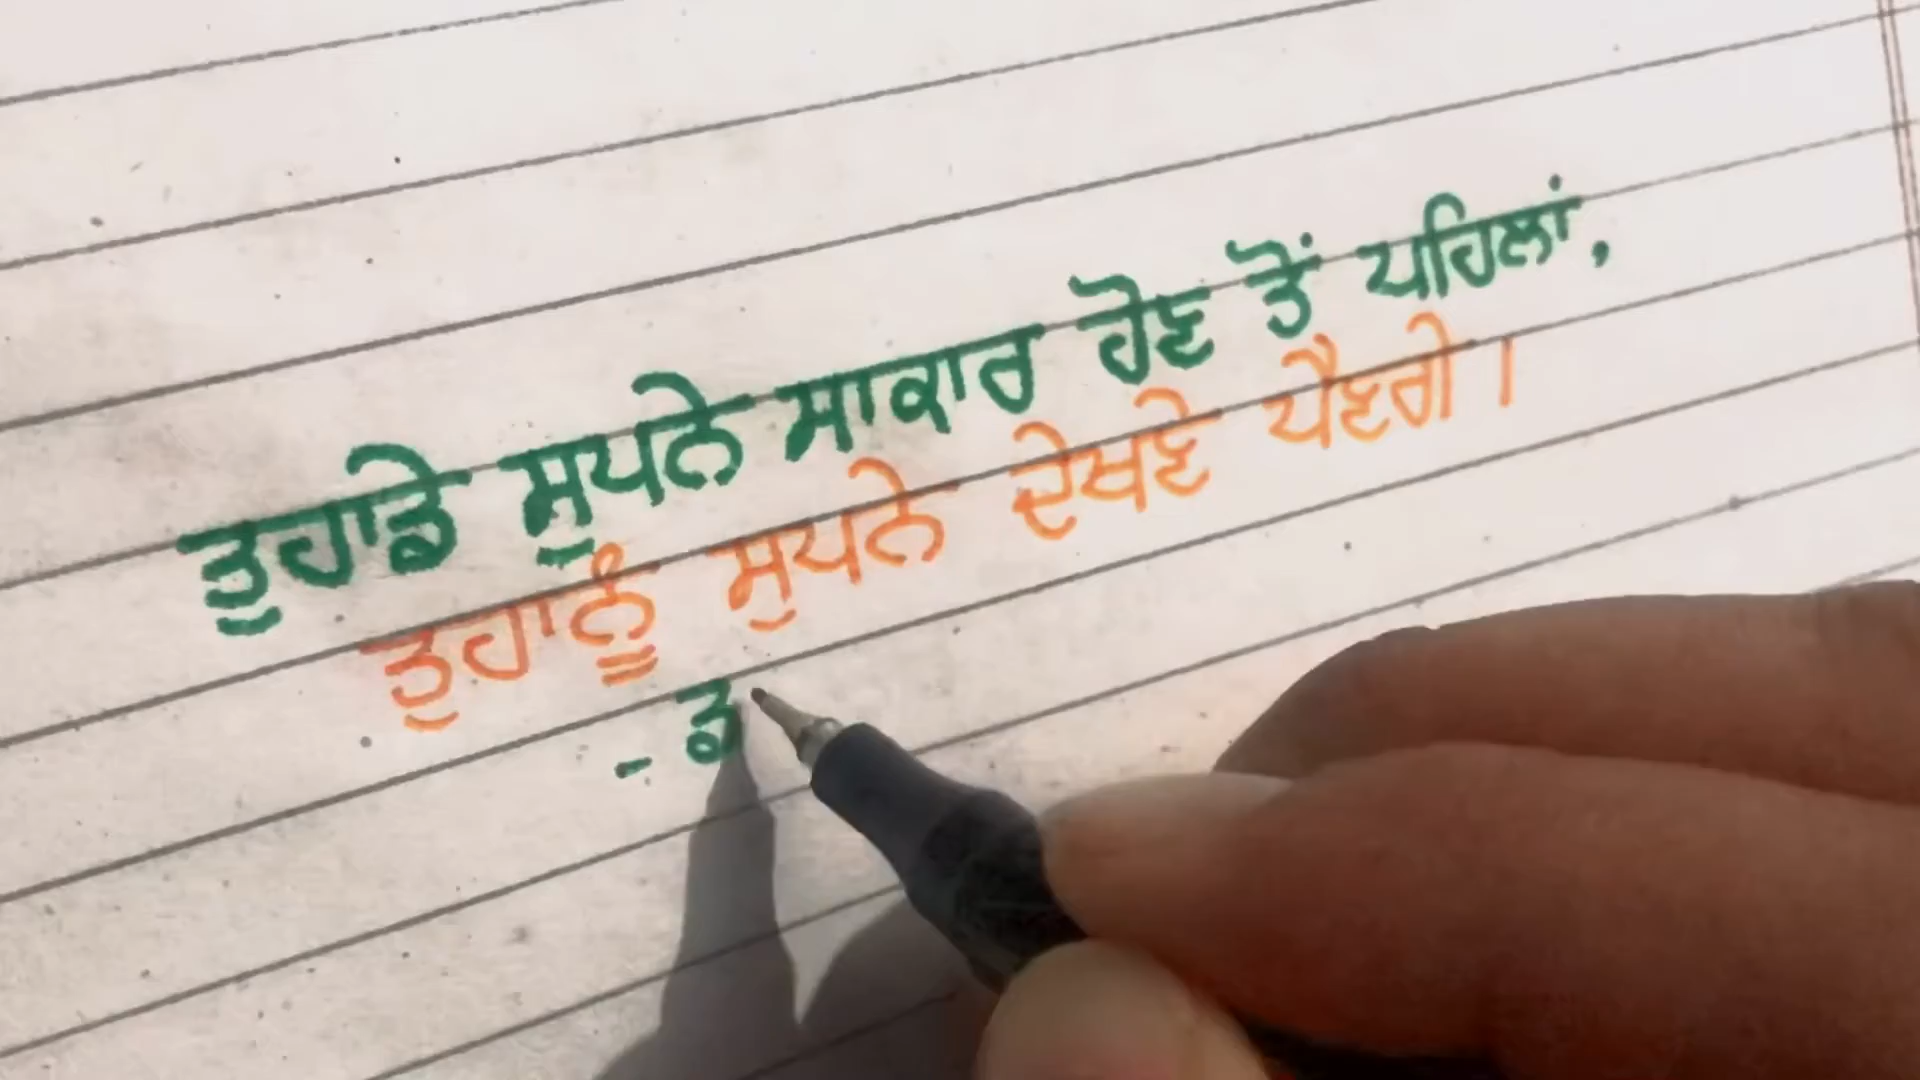 ਤੁਹਾਡੇ ਸੁਪਨੇ ਸਾਕਾਰ ਹੋਣ ਤੋਂ ਪਹਿਲਾਂ,
ਤੁਹਾਨੂੰ ਸੁਪਨੇ ਦੇਖਣੇ ਪੈਣਗੇ।
- ਡ